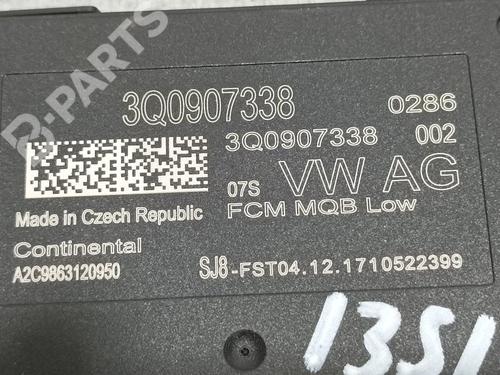 3Q0907338 0286
3Q0907338 002
07S VW AG
Made in Czech Republic FCM MQB Low
Continental
A2C9863120950 SJ8-FST04.12.1710522399
1351
B-PARTS